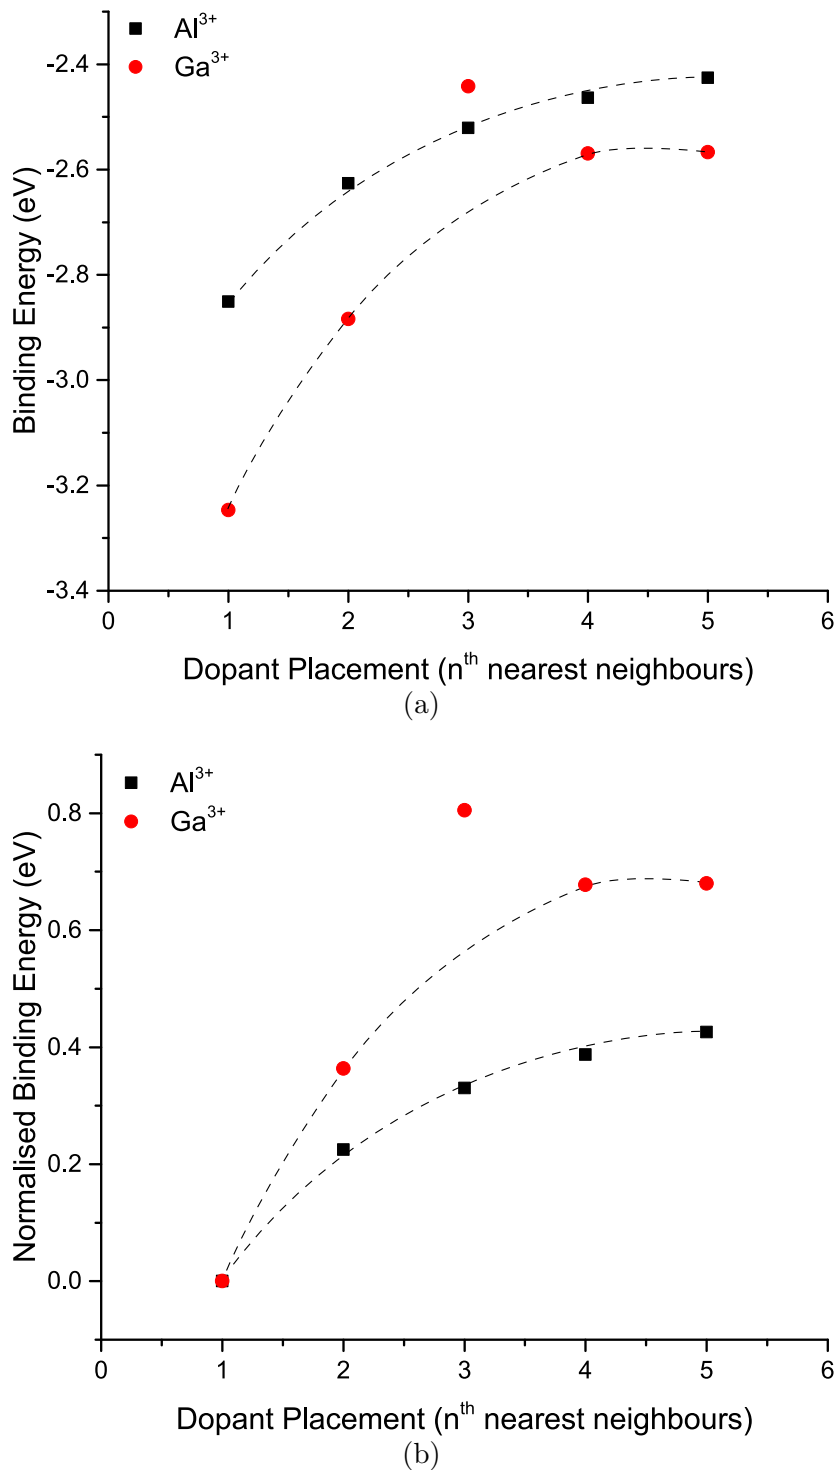 Al³⁺
Ga³⁺
-2.4
-2.6
-2.8
-3.0
-3.2
-3.4
Binding Energy (eV)
0 1 2 3 4 5 6
Dopant Placement (nᵗʰ nearest neighbours)
(a)
Al³⁺
Ga³⁺
0.8
0.6
0.4
0.2
0.0
Normalised Binding Energy (eV)
0 1 2 3 4 5 6
Dopant Placement (nᵗʰ nearest neighbours)
(b)